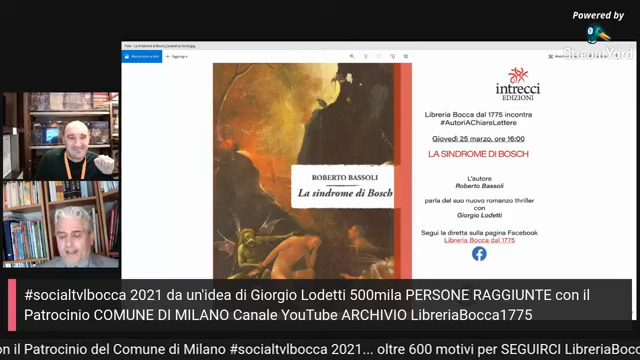 Powered by
StreamYard
intrecci
EDIZIONI
Libreria Bocca dal 1775 incontra
#AutoriAChiareLettere
Giovedì 25 marzo, ore 16:00
LA SINDROME DI BOSCH
L'autore
Roberto Bassoli
parla del suo nuovo romanzo thriller
con
Giorgio Lodetti
Segui la diretta sulla pagina Facebook
Libreria Bocca dal 1775
ROBERTO BASSOLI
La sindrome di Bosch
#socialtvlbocca 2021 da un'idea di Giorgio Lodetti 500mila PERSONE RAGGIUNTE con il
Patrocinio COMUNE DI MILANO Canale YouTube ARCHIVIO LibreriaBocca1775
on il Patrocinio del Comune di Milano #socialtvlbocca 2021... oltre 600 motivi per SEGUIRCI LibreriaBocc